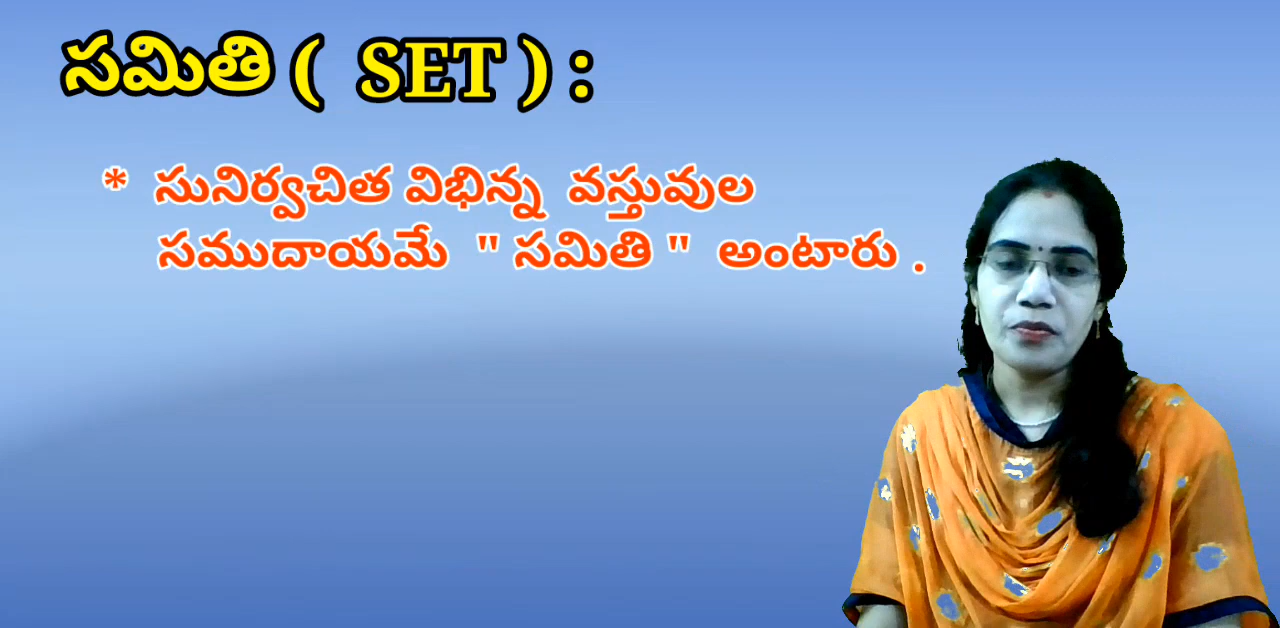 సమితి ( SET ) :
* సునిర్వచిత విభిన్న వస్తువుల
సముదాయమే " సమితి " అంటారు .